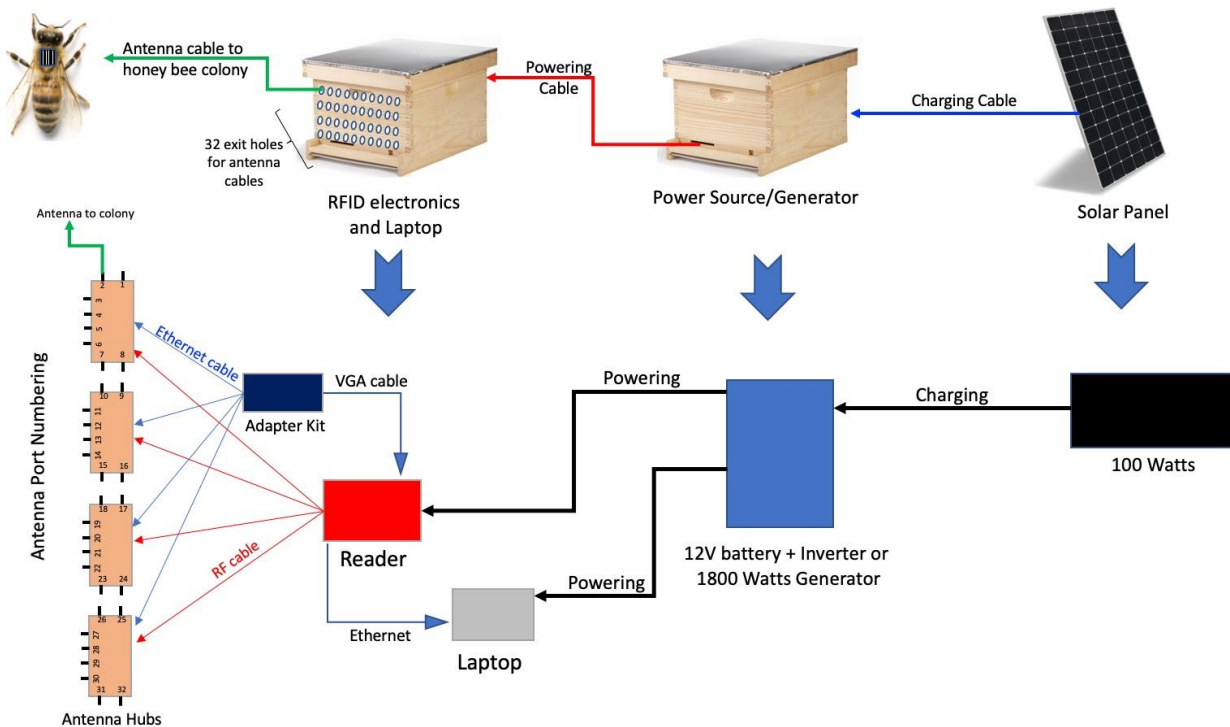 Antenna cable to
honey bee colony
Powering
Cable
Charging Cable
32 exit holes
for antenna
cables
RFID electronics
and Laptop
Power Source/Generator
Solar Panel
Antenna to colony
Antenna Port Numbering
2 1
3
4
5
6
7 8
10 9
11
12
13
14
15 16
18 17
19
20
21
22
23 24
26 25
27
28
29
30
31 32
Antenna Hubs
Ethernet cable
RF cable
VGA cable
Adapter Kit
Reader
Ethernet
Laptop
Powering
Powering
12V battery + Inverter or
1800 Watts Generator
Charging
100 Watts